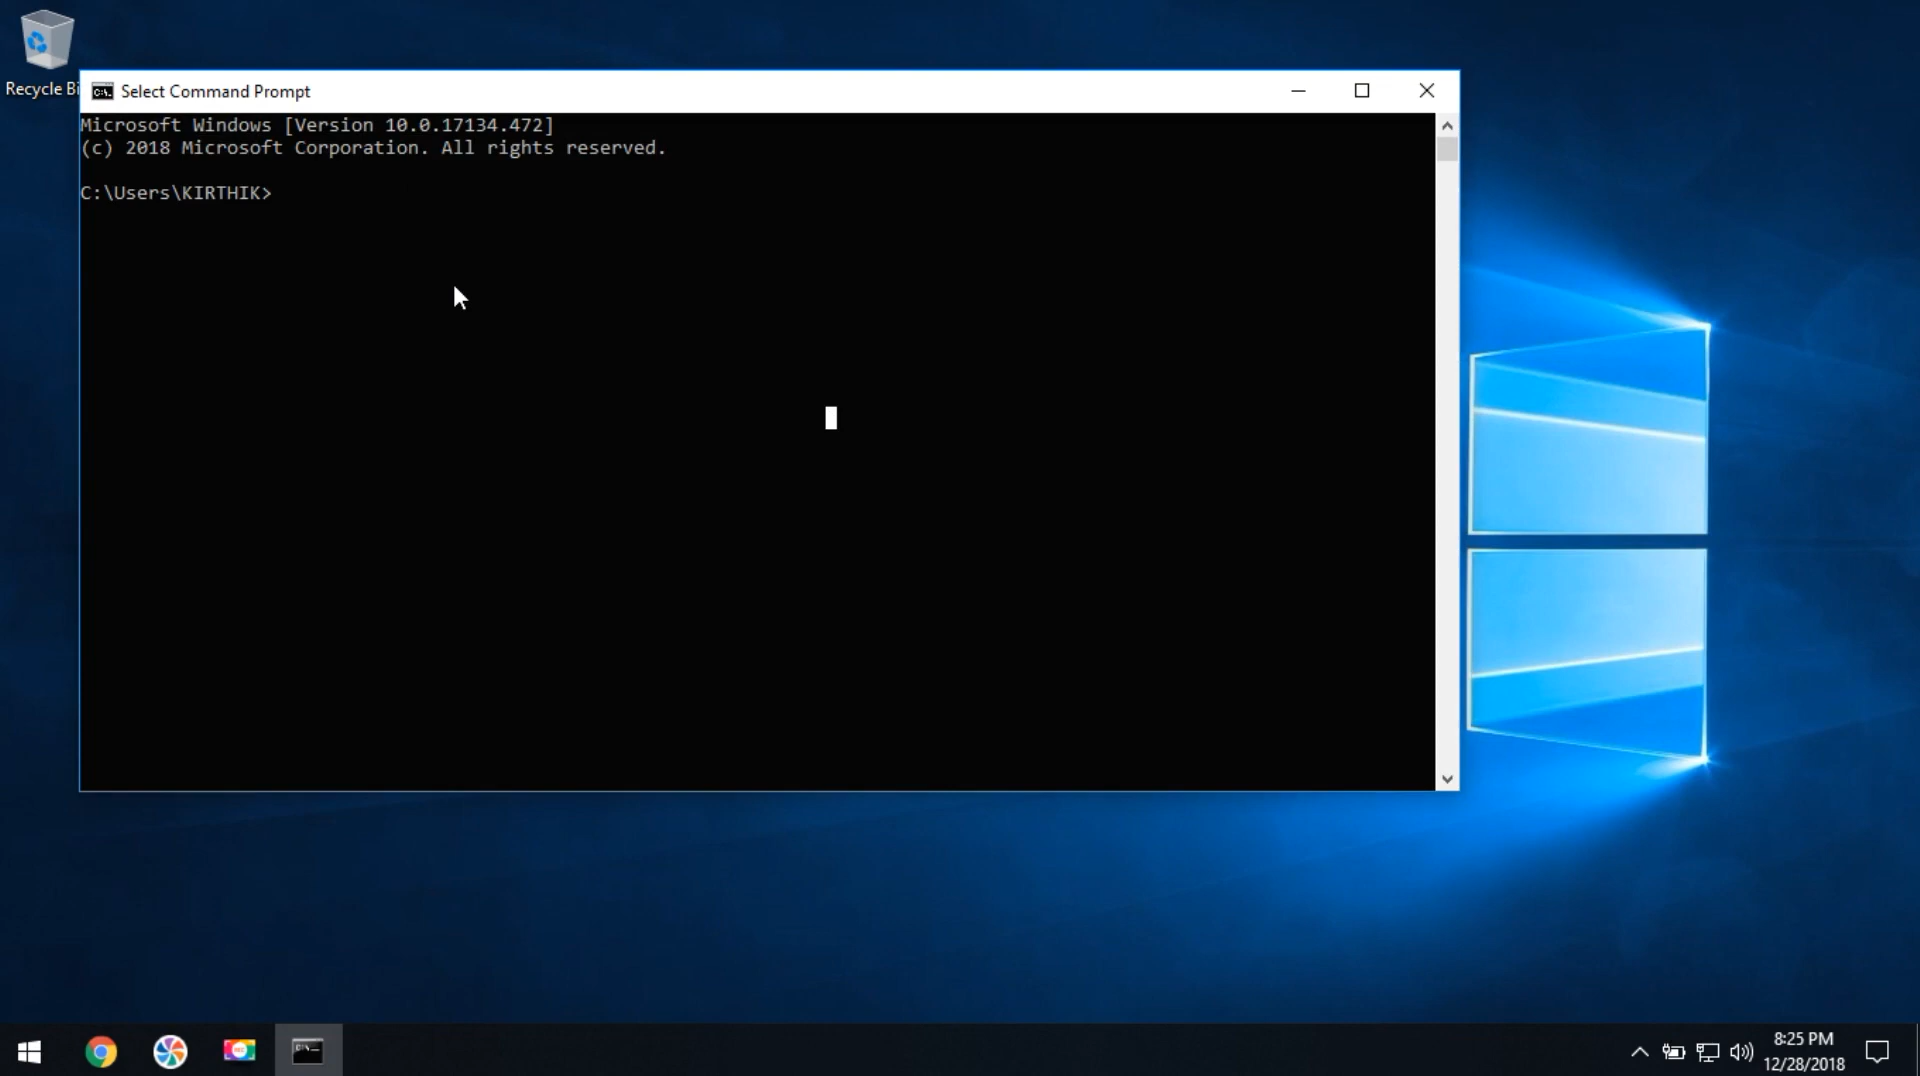 Recycle Bi
Select Command Prompt
Microsoft Windows [Version 10.0.17134.472]
(c) 2018 Microsoft Corporation. All rights reserved.
C:\Users\KIRTHIK>
8:25 PM
12/28/2018